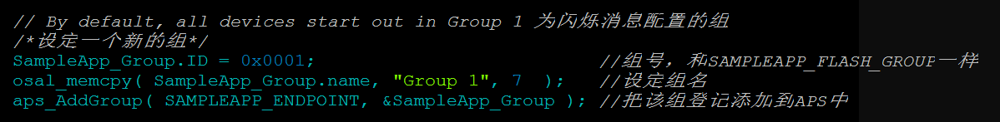 // By default, all devices start out in Group 1 为闪烁消息配置的组
/*设定一个新的组*/
SampleApp_Group.ID = 0x0001; //组号，和SAMPLEAPP_FLASH_GROUP一样
osal_memcpy( SampleApp_Group.name, "Group 1", 7 ); //设定组名
aps_AddGroup( SAMPLEAPP_ENDPOINT, &SampleApp_Group ); //把该组登记添加到APS中